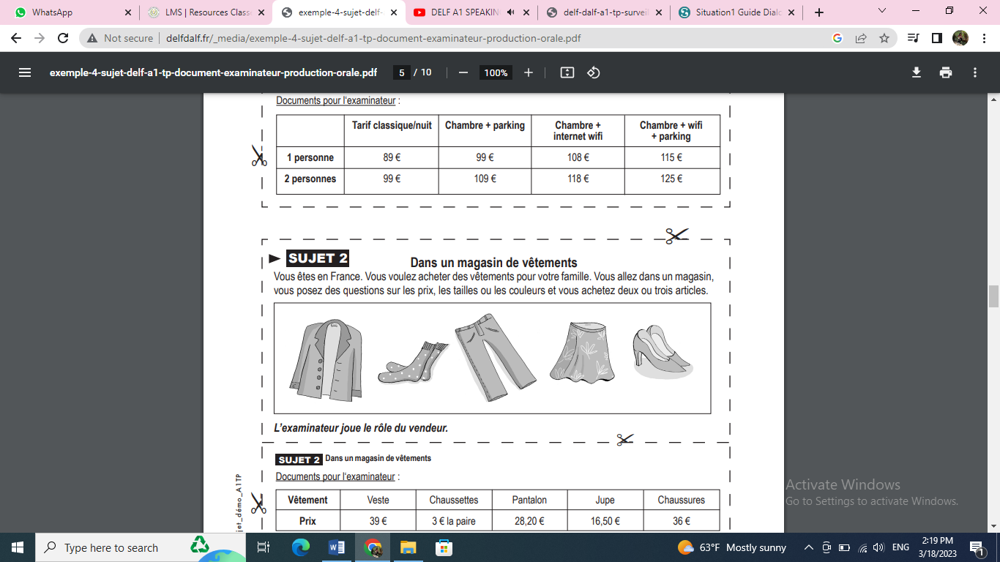 WhatsApp
LMS | Resources Classe
exemple-4-sujet-delf-
DELF A1 SPEAKING
delf-dalf-a1-tp-surveil
Situation1 Guide Dialo
Not secure | delfdalf.fr/_media/exemple-4-sujet-delf-a1-tp-document-examinateur-production-orale.pdf
exemple-4-sujet-delf-a1-tp-document-examinateur-production-orale.pdf 5 / 10 100%
Documents pour l'examinateur :
Tarif classique/nuit Chambre + parking Chambre + internet wifi Chambre + wifi + parking
1 personne 89 € 99 € 108 € 115 €
2 personnes 99 € 109 € 118 € 125 €
SUJET 2 Dans un magasin de vêtements
Vous êtes en France. Vous voulez acheter des vêtements pour votre famille. Vous allez dans un magasin,
vous posez des questions sur les prix, les tailles ou les couleurs et vous achetez deux ou trois articles.
L'examinateur joue le rôle du vendeur.
SUJET 2 Dans un magasin de vêtements
Documents pour l'examinateur :
Vêtement Veste Chaussettes Pantalon Jupe Chaussures
Prix 39 € 3 € la paire 28,20 € 16,50 € 36 €
jet_démo_A1TP
Activate Windows
Go to Settings to activate Windows.
Type here to search
63°F Mostly sunny
ENG
2:19 PM
3/18/2023
1